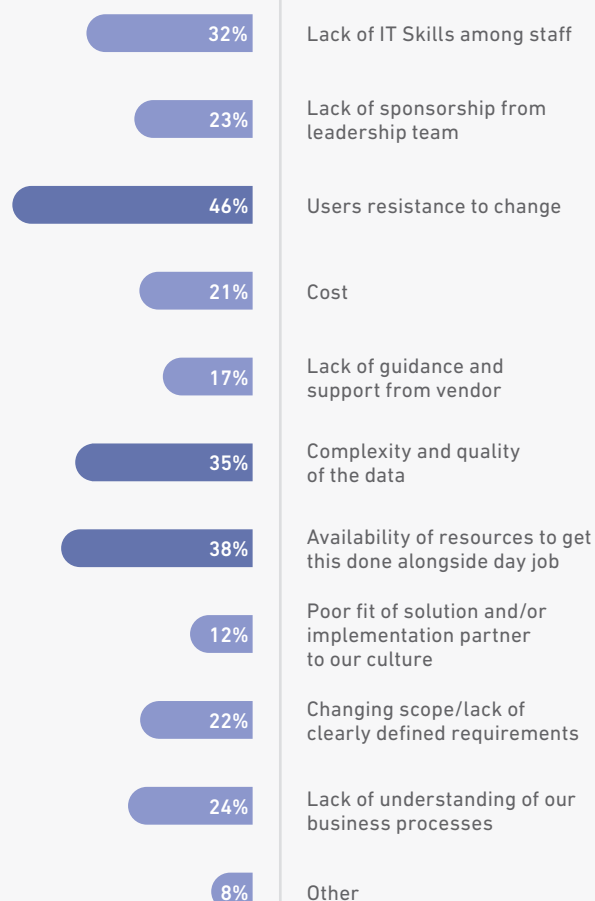 32% Lack of IT Skills among staff
23% Lack of sponsorship from
leadership team
46% Users resistance to change
21% Cost
17% Lack of guidance and
support from vendor
35% Complexity and quality
of the data
38% Availability of resources to get
this done alongside day job
12% Poor fit of solution and/or
implementation partner
to our culture
22% Changing scope/lack of
clearly defined requirements
24% Lack of understanding of our
business processes
8% Other